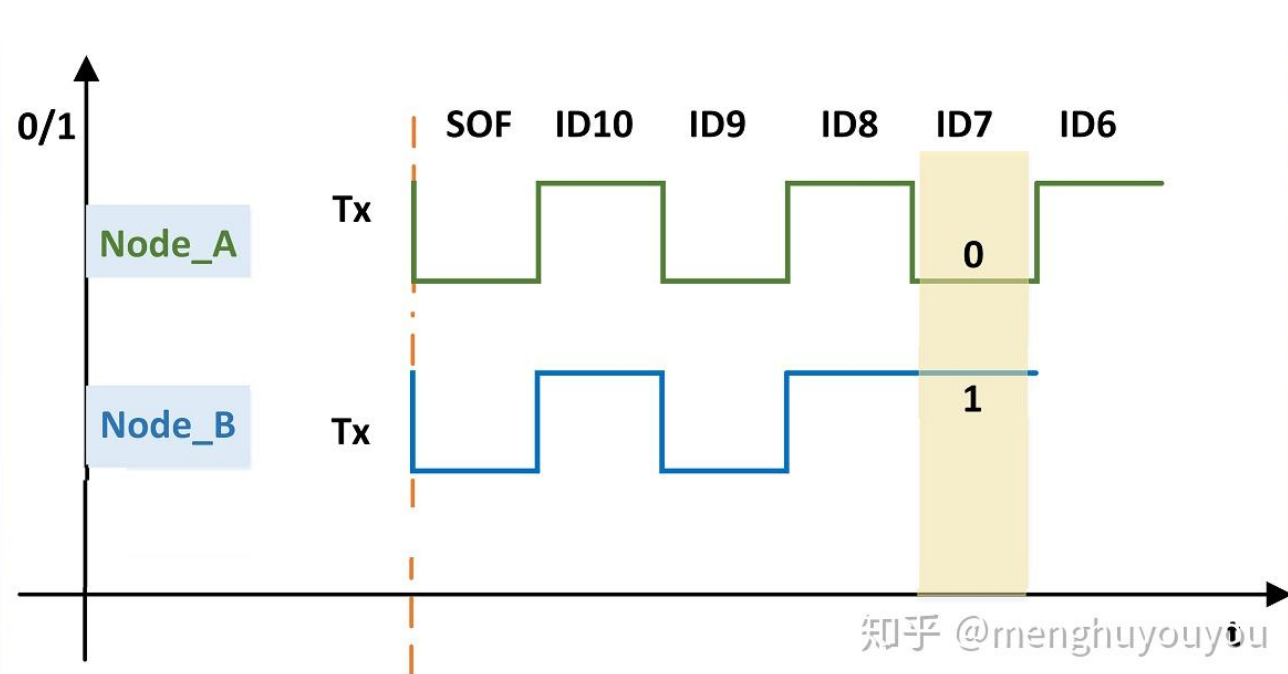 0/1
SOF ID10 ID9 ID8 ID7 ID6
Tx
Node_A
0
1
Node_B
Tx
t
知乎 @menghuyouyou